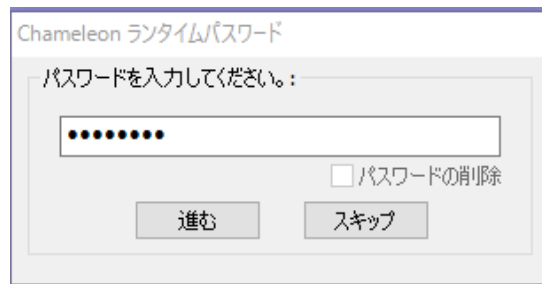 Chameleon ランタイムパスワード
パスワードを入力してください。:
••••••••
パスワードの削除
進む スキップ